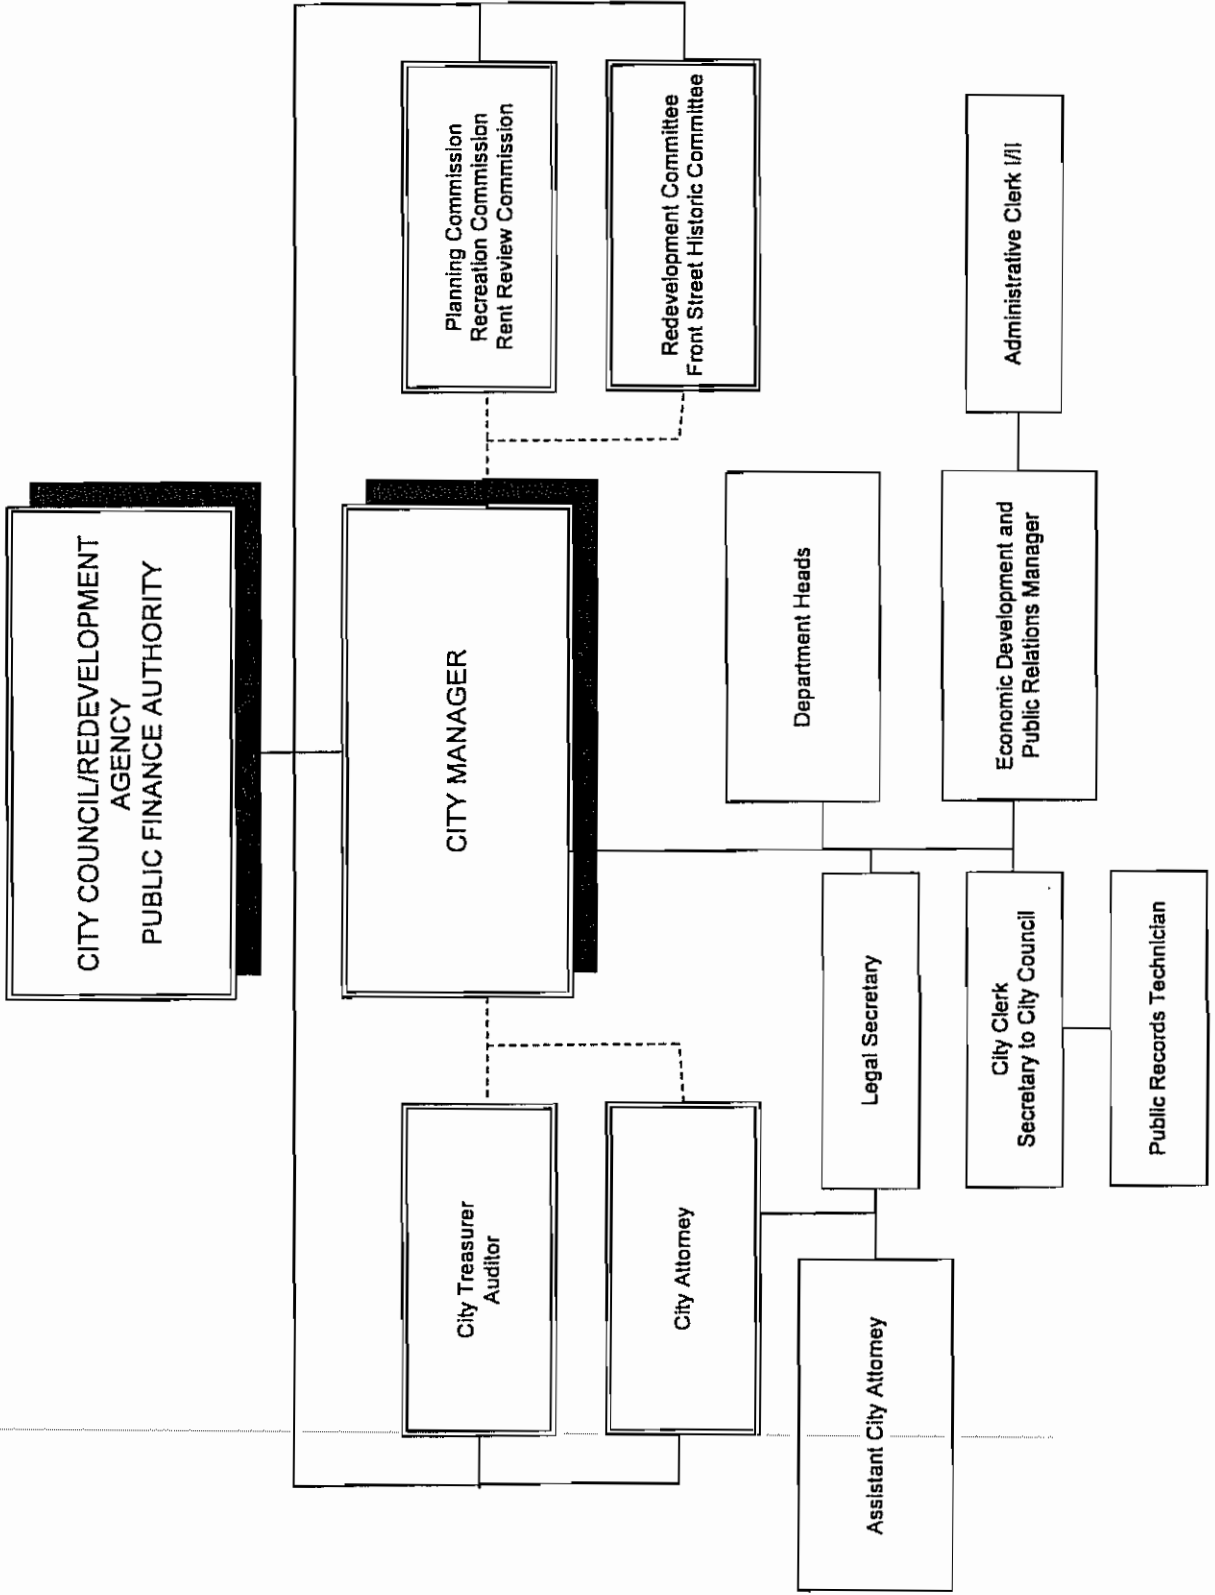 CITY COUNCIL/REDEVELOPMENT
AGENCY
PUBLIC FINANCE AUTHORITY
CITY MANAGER
City Treasurer
Auditor
Planning Commission
Recreation Commission
Rent Review Commission
City Attorney
Redevelopment Committee
Front Street Historic Committee
Assistant City Attorney
Legal Secretary
Department Heads
City Clerk
Secretary to City Council
Economic Development and
Public Relations Manager
Administrative Clerk I/II
Public Records Technician